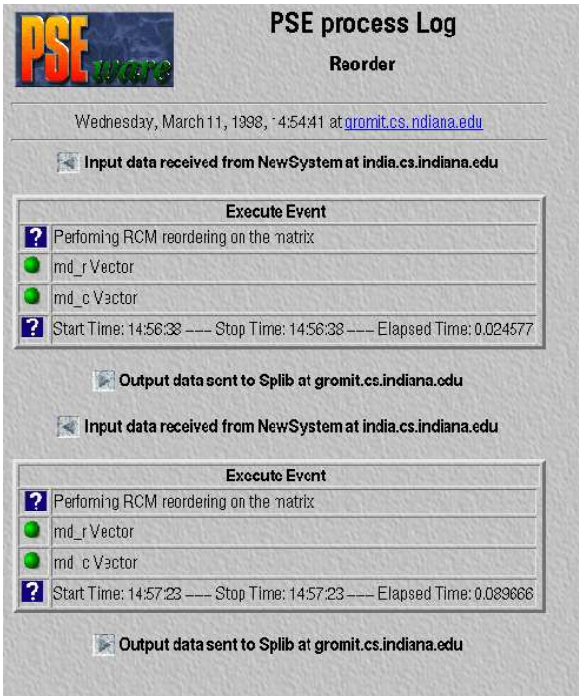 PSEware
PSE process Log
Reorder
Wednesday, March 11, 1998, 14:54:41 at gromit.cs.indiana.edu
Input data received from NewSystem at india.cs.indiana.edu
Execute Event
? Perfoming RCM reordering on the matrix
md_r Vector
md_c Vector
? Start Time: 14:56:38 --- Stop Time: 14:56:38 --- Elapsed Time: 0.024577
Output data sent to Splib at gromit.cs.indiana.edu
Input data received from NewSystem at india.cs.indiana.edu
Execute Event
? Perfoming RCM reordering on the matrix
md_r Vector
md_c Vector
? Start Time: 14:57:23 --- Stop Time: 14:57:23 --- Elapsed Time: 0.089666
Output data sent to Splib at gromit.cs.indiana.edu